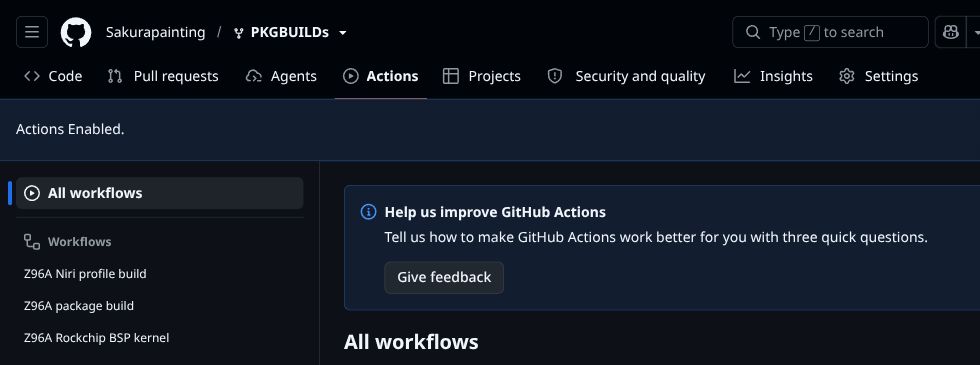 Sakurapainting / PKGBUILDs
Type / to search
Code Pull requests Agents Actions Projects Security and quality Insights Settings
Actions Enabled.
All workflows
Workflows
Z96A Niri profile build
Z96A package build
Z96A Rockchip BSP kernel
Help us improve GitHub Actions
Tell us how to make GitHub Actions work better for you with three quick questions.
Give feedback
All workflows